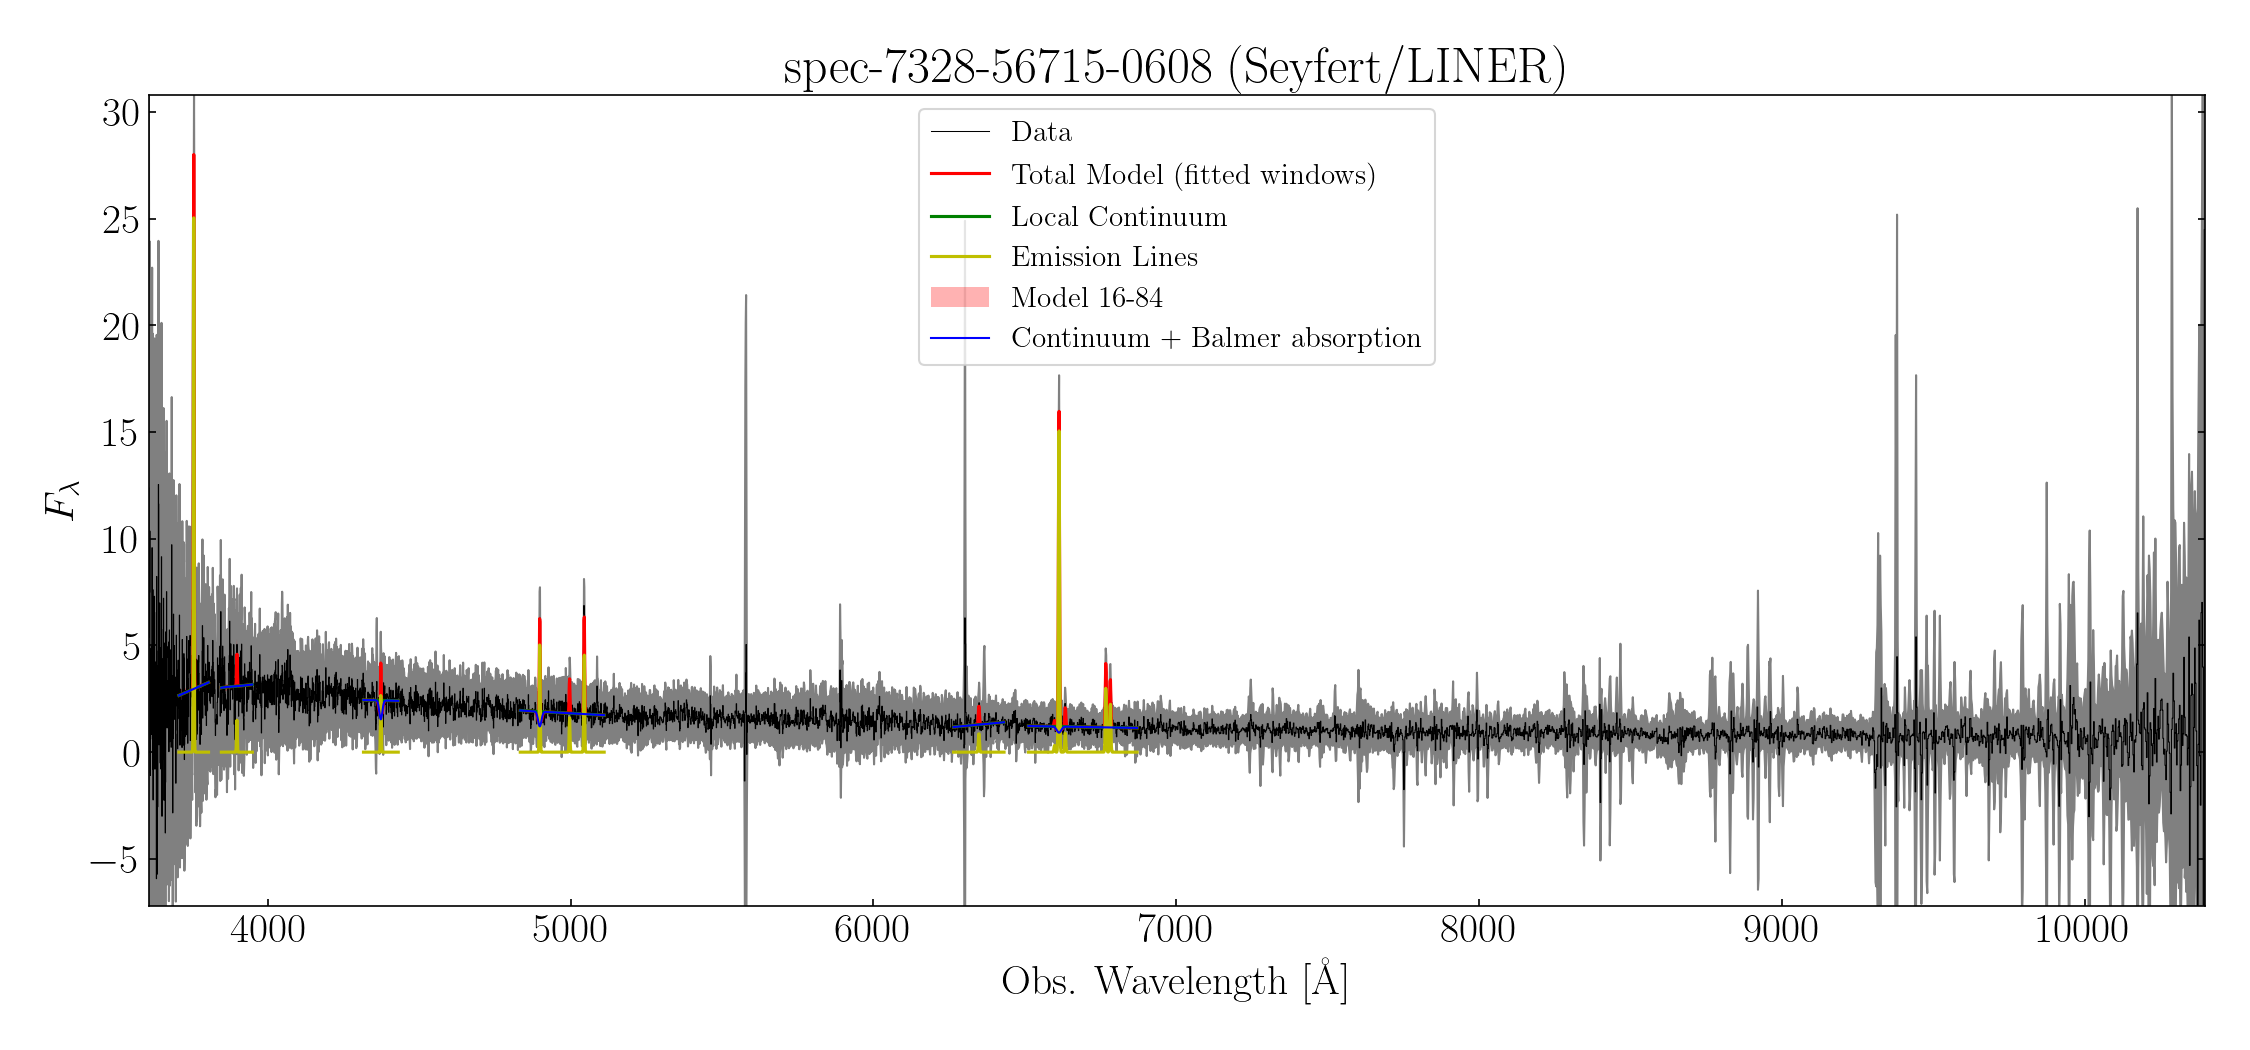 spec-7328-56715-0608 (Seyfert/LINER)
Data
Total Model (fitted windows)
Local Continuum
Emission Lines
Model 16-84
Continuum + Balmer absorption
30
25
20
15
10
5
0
−5
F_λ
4000 5000 6000 7000 8000 9000 10000
Obs. Wavelength [Å]